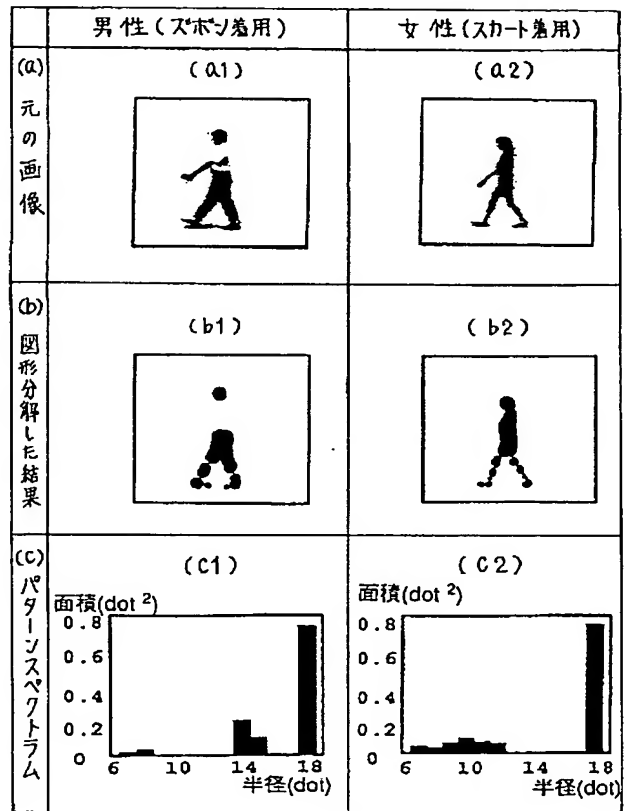 男性(ズボン着用)
女性(スカート着用)
(a) 元の画像
(a1)
(a2)
(b) 図形分解した結果
(b1)
(b2)
(c) パターンスペクトラム
(c1)
面積(dot 2)
0.8
0.6
0.4
0.2
0
6 10 14 18
半径(dot)
(c2)
面積(dot 2)
0.8
0.6
0.4
0.2
0
6 10 14 18
半径(dot)